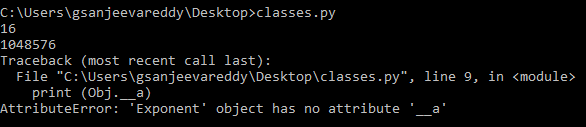 C:\Users\gsanjeevareddy\Desktop>classes.py
16
1048576
Traceback (most recent call last):
  File "C:\Users\gsanjeevareddy\Desktop\classes.py", line 9, in <module>
    print (Obj.__a)
AttributeError: 'Exponent' object has no attribute '__a'